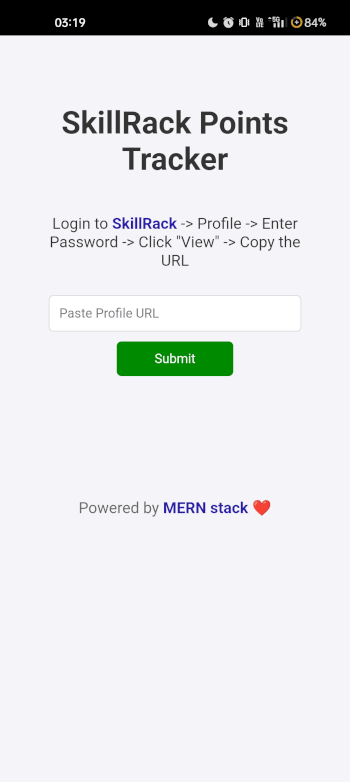 03:19
5G
84%
SkillRack Points
Tracker
Login to SkillRack -> Profile -> Enter
Password -> Click "View" -> Copy the
URL
Paste Profile URL
Submit
Powered by MERN stack ❤️